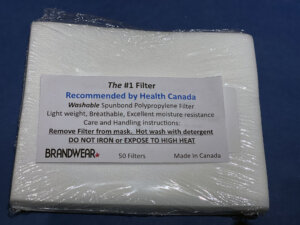 The #1 Filter
Recommended by Health Canada
Washable Spunbond Polypropylene Filter
Light weight, Breathable, Excellent moisture resistance
Care and Handling instructions:
Remove Filter from mask.  Hot wash with detergent
DO NOT IRON or EXPOSE TO HIGH HEAT
BRANDWEAR 50 Filters Made In Canada